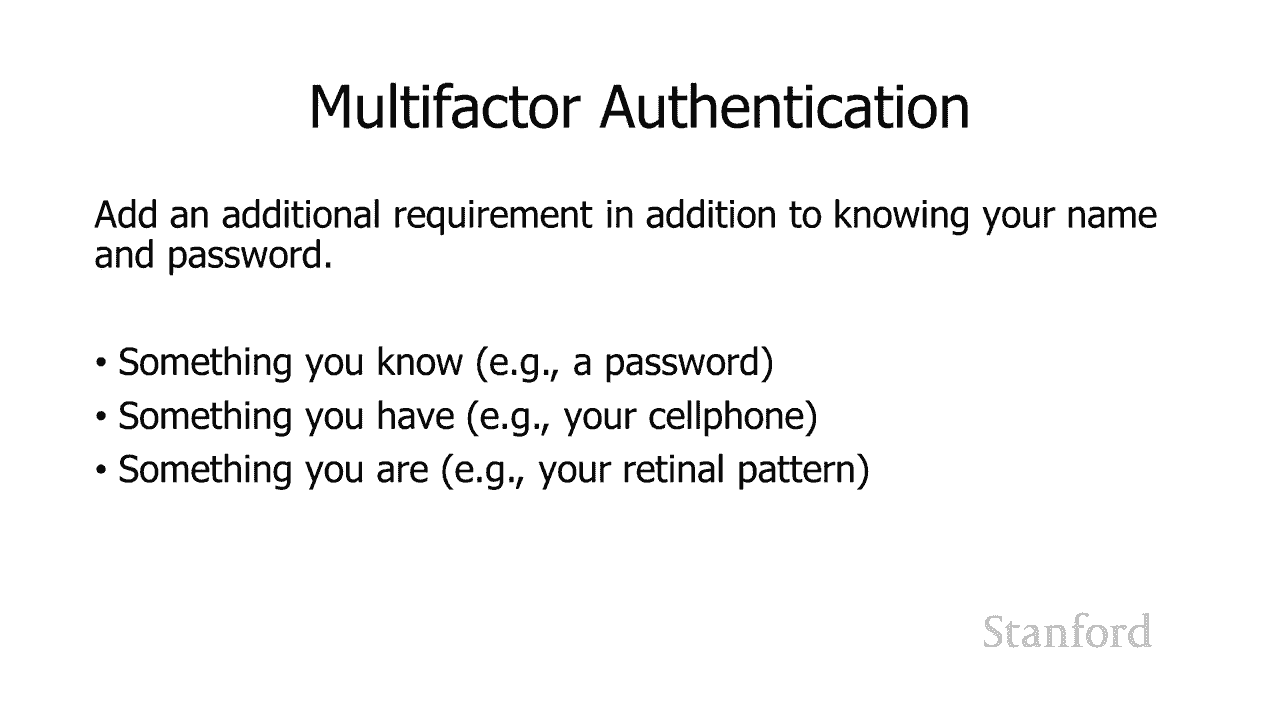 Multifactor Authentication
Add an additional requirement in addition to knowing your name
and password.
• Something you know (e.g., a password)
• Something you have (e.g., your cellphone)
• Something you are (e.g., your retinal pattern)
Stanford